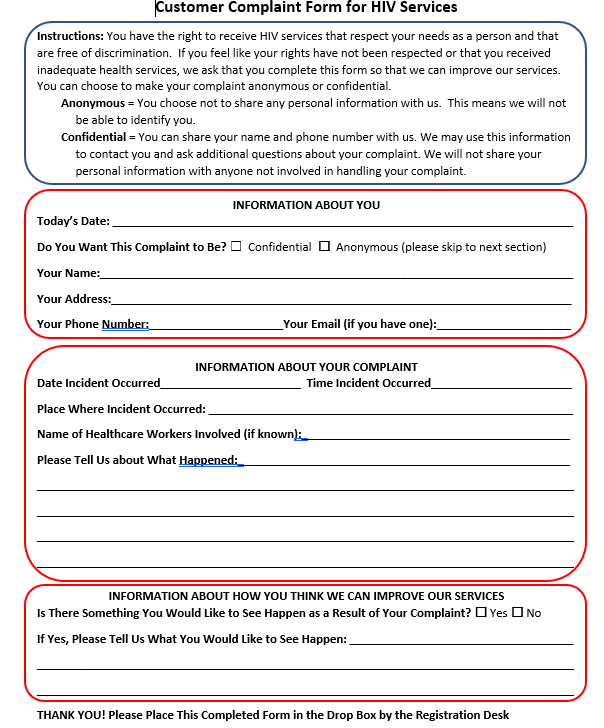 Customer Complaint Form for HIV Services
Instructions: You have the right to receive HIV services that respect your needs as a person and that
are free of discrimination.  If you feel like your rights have not been respected or that you received
inadequate health services, we ask that you complete this form so that we can improve our services.
You can choose to make your complaint anonymous or confidential.
Anonymous = You choose not to share any personal information with us.  This means we will not
be able to identify you.
Confidential = You can share your name and phone number with us. We may use this information
to contact you and ask additional questions about your complaint. We will not share your
personal information with anyone not involved in handling your complaint.
INFORMATION ABOUT YOU
Today's Date: ____________________
Do You Want This Complaint to Be? ☐ Confidential ☐ Anonymous (please skip to next section)
Your Name:____________________
Your Address:____________________
Your Phone Number:____________________Your Email (if you have one):____________________
INFORMATION ABOUT YOUR COMPLAINT
Date Incident Occurred____________________ Time Incident Occurred____________________
Place Where Incident Occurred: ____________________
Name of Healthcare Workers Involved (if known):____________________
Please Tell Us about What Happened:____________________
INFORMATION ABOUT HOW YOU THINK WE CAN IMPROVE OUR SERVICES
Is There Something You Would Like to See Happen as a Result of Your Complaint? ☐ Yes ☐ No
If Yes, Please Tell Us What You Would Like to See Happen: ____________________
THANK YOU! Please Place This Completed Form in the Drop Box by the Registration Desk